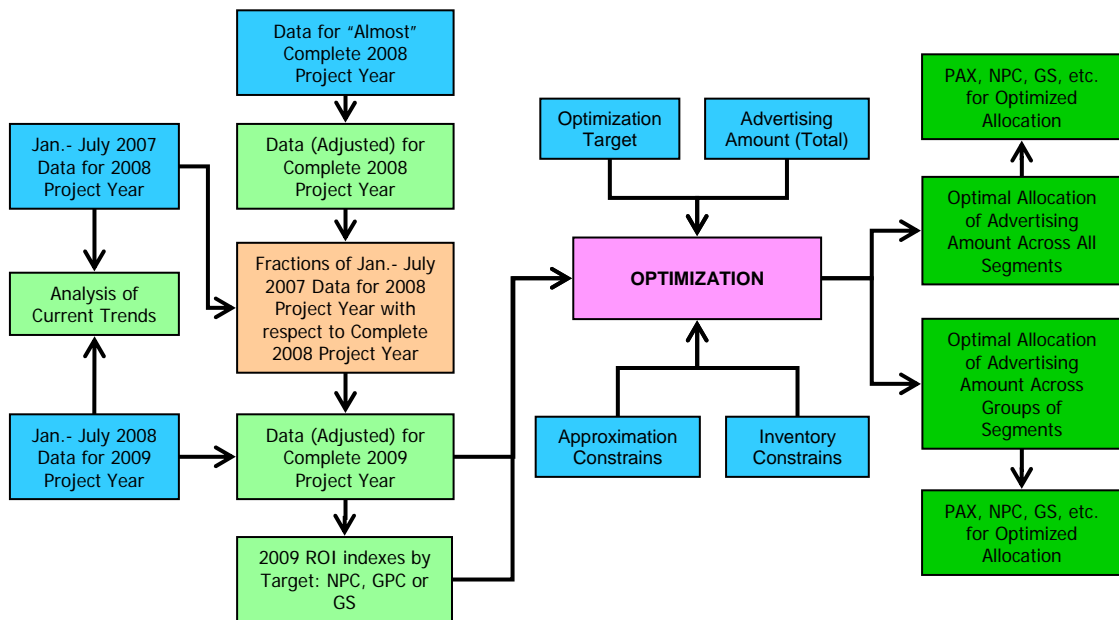 Data for “Almost”
Complete 2008
Project Year
Jan.- July 2007
Data for 2008
Project Year
Data (Adjusted) for
Complete 2008
Project Year
Analysis of
Current Trends
Fractions of Jan.- July
2007 Data for 2008
Project Year with
respect to Complete
2008 Project Year
Jan.- July 2008
Data for 2009
Project Year
Data (Adjusted) for
Complete 2009
Project Year
2009 ROI indexes by
Target: NPC, GPC or
GS
Optimization
Target
Advertising
Amount (Total)
OPTIMIZATION
Approximation
Constrains
Inventory
Constrains
PAX, NPC, GS, etc.
for Optimized
Allocation
Optimal Allocation
of Advertising
Amount Across All
Segments
Optimal Allocation
of Advertising
Amount Across
Groups of
Segments
PAX, NPC, GS, etc.
for Optimized
Allocation